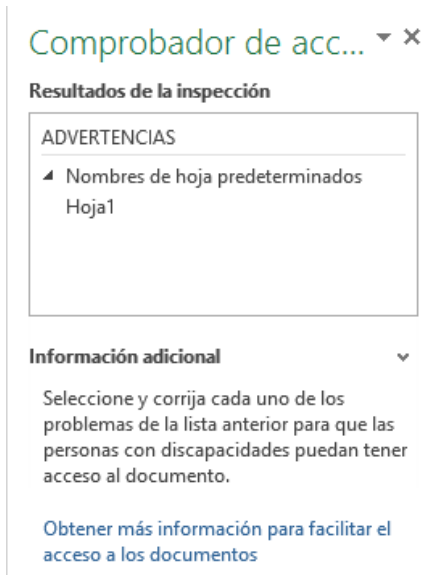 Comprobador de acc...
Resultados de la inspección
ADVERTENCIAS
Nombres de hoja predeterminados
Hoja1
Información adicional
Seleccione y corrija cada uno de los
problemas de la lista anterior para que las
personas con discapacidades puedan tener
acceso al documento.
Obtener más información para facilitar el
acceso a los documentos